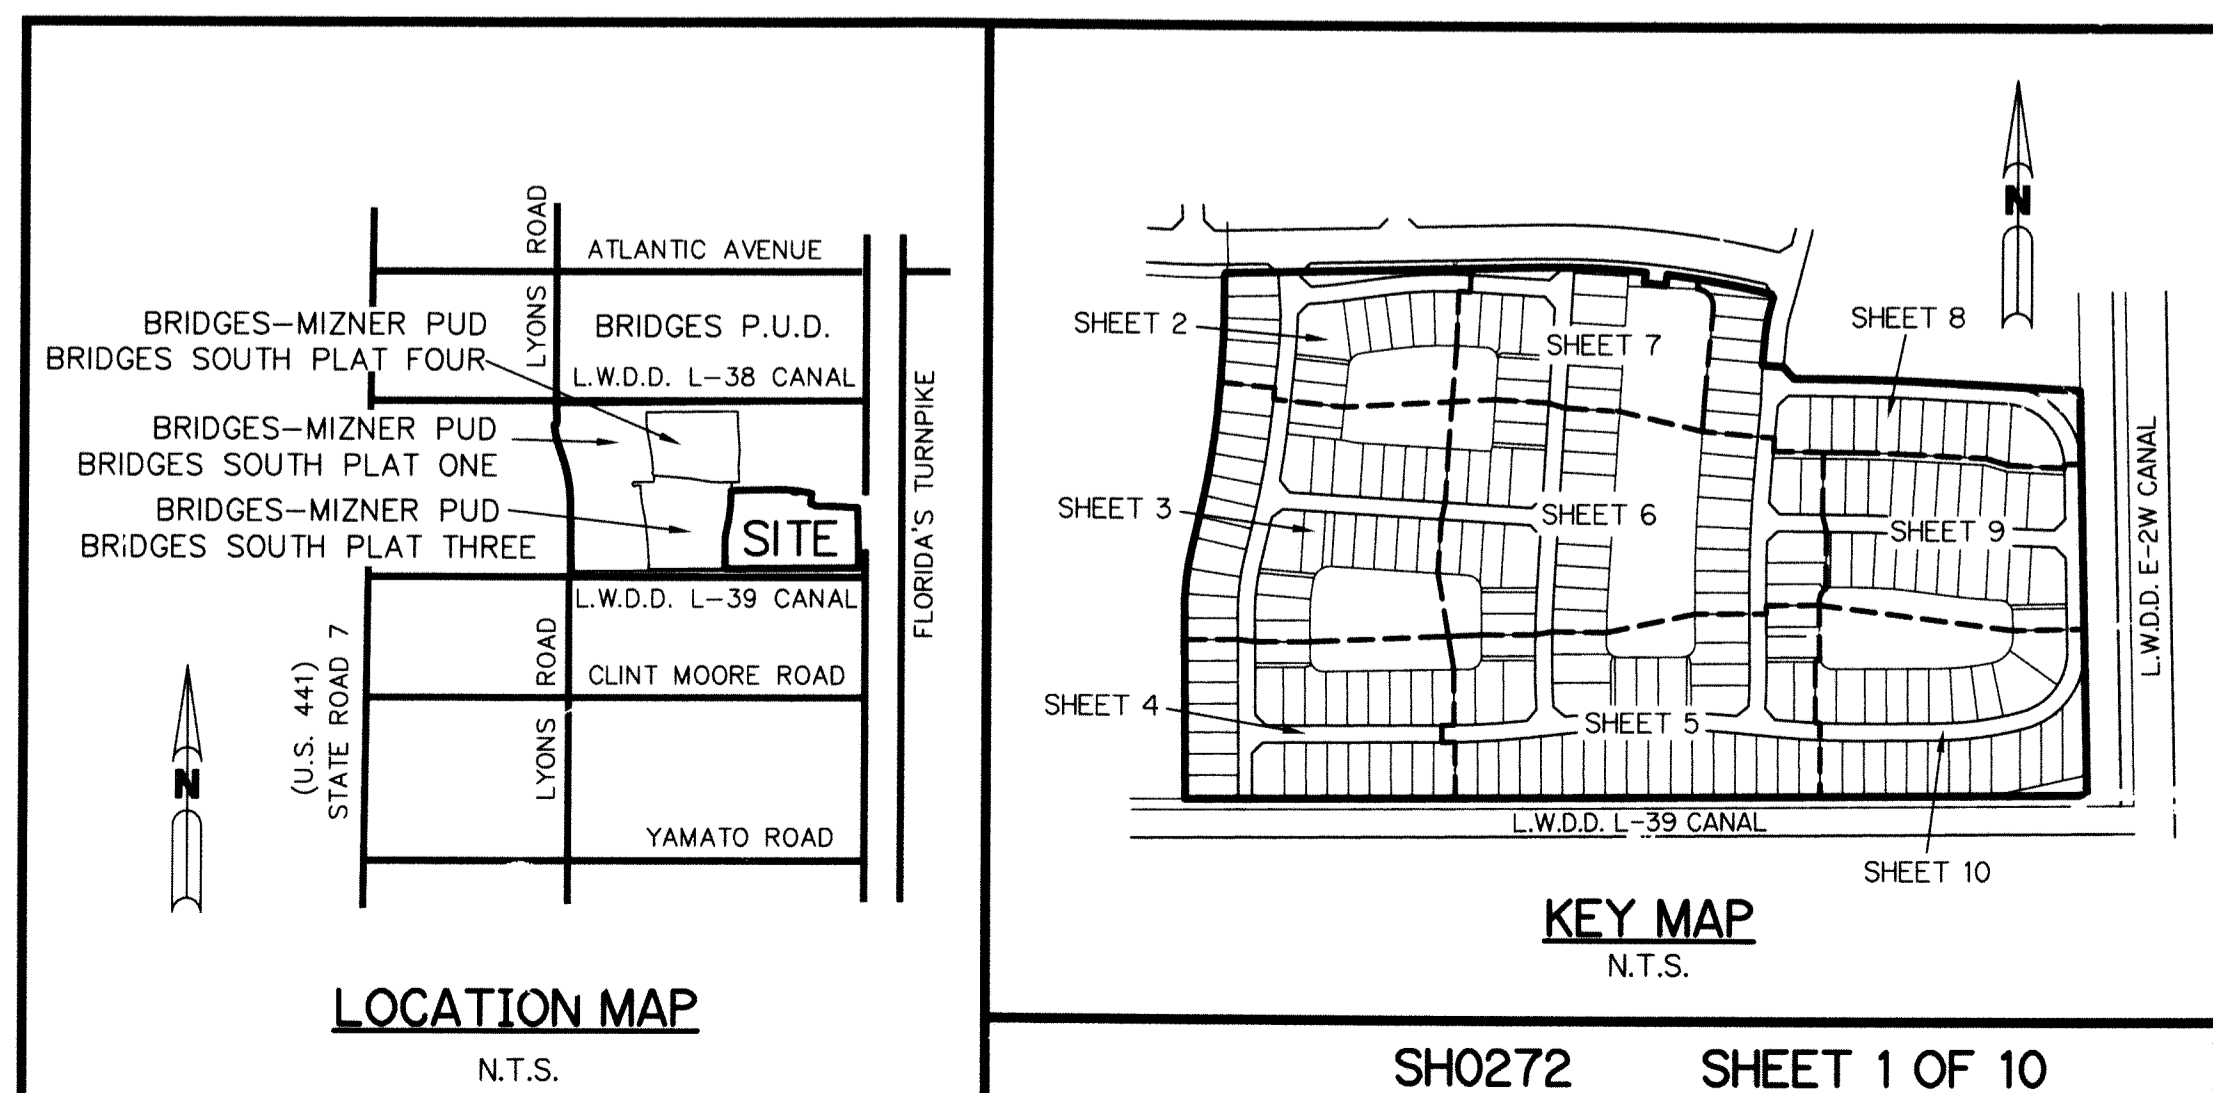 LYONS ROAD
ATLANTIC AVENUE
BRIDGES-MIZNER PUD
BRIDGES SOUTH PLAT FOUR
BRIDGES P.U.D.
L.W.D.D. L-38 CANAL
BRIDGES-MIZNER PUD
BRIDGES SOUTH PLAT ONE
BRIDGES-MIZNER PUD
BRIDGES SOUTH PLAT THREE
SITE
FLORIDA'S TURNPIKE
L.W.D.D. L-39 CANAL
(U.S. 441)
STATE ROAD 7
LYONS ROAD
CLINT MOORE ROAD
YAMATO ROAD
N
LOCATION MAP
N.T.S.
N
SHEET 2
SHEET 7
SHEET 8
SHEET 3
SHEET 6
SHEET 9
L.W.D.D. E-2W CANAL
SHEET 4
SHEET 5
L.W.D.D. L-39 CANAL
SHEET 10
KEY MAP
N.T.S.
SH0272 SHEET 1 OF 10